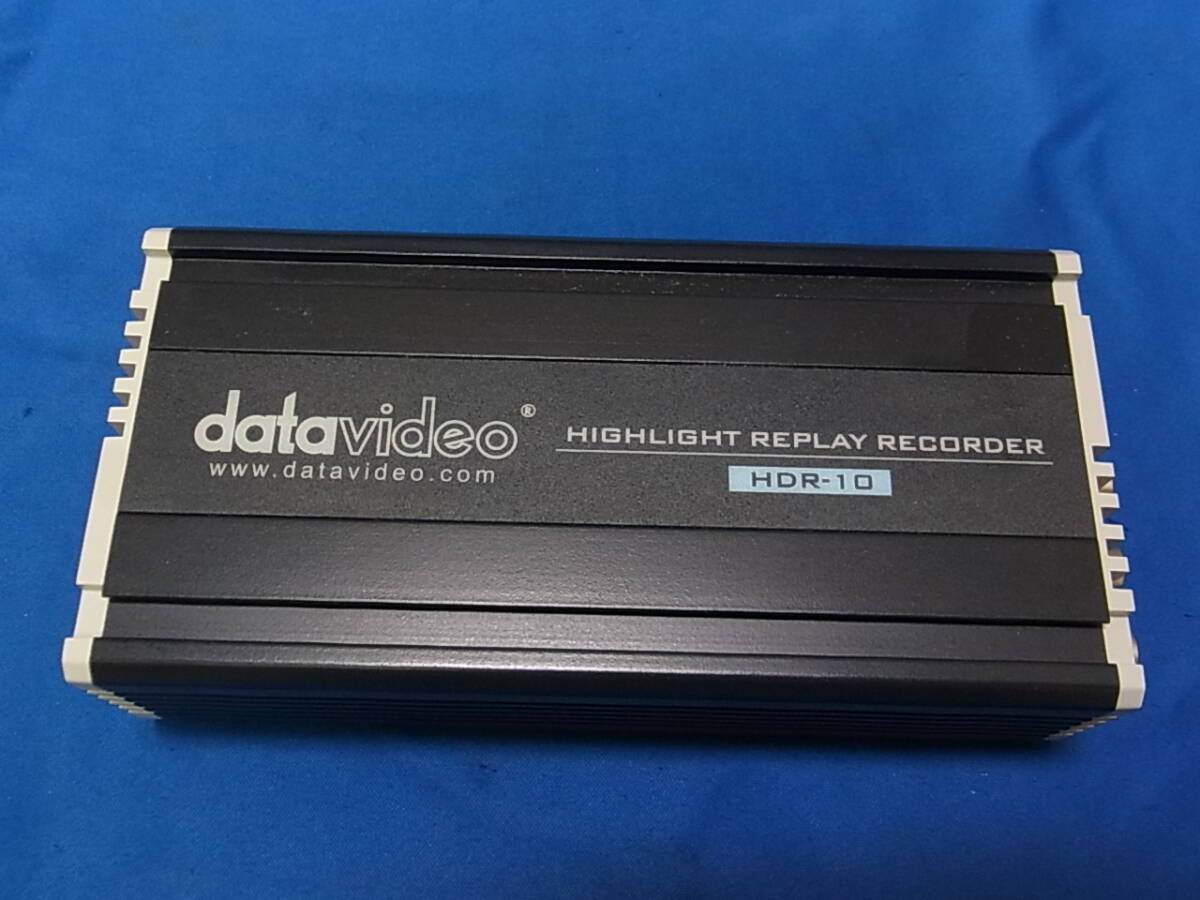 datavideo®
www.datavideo.com
HIGHLIGHT REPLAY RECORDER
HDR-10